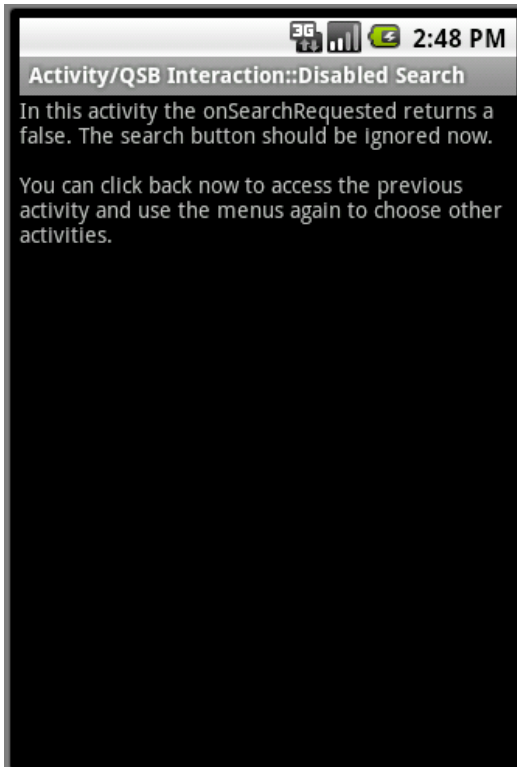 3G 2:48 PM
Activity/QSB Interaction::Disabled Search
In this activity the onSearchRequested returns a
false. The search button should be ignored now.
You can click back now to access the previous
activity and use the menus again to choose other
activities.